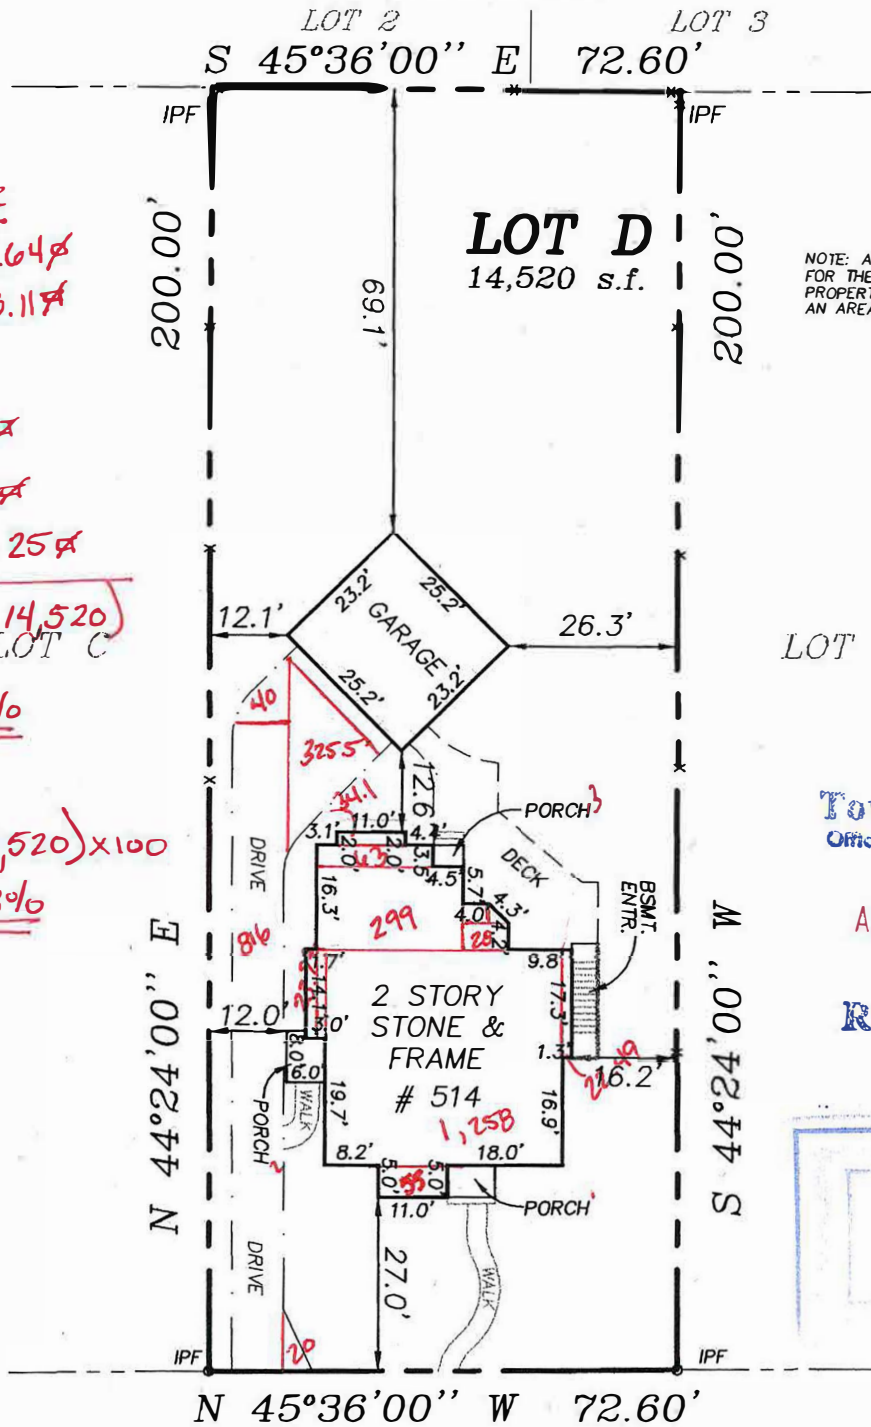 LOT 2
LOT 3
S 45°36'00" E 72.60'
IPF
IPF
200.00'
200.00'
LOT D
14,520 s.f.
NOTE: A
FOR THE
PROPERT
AN AREA
69.1'
25
14,520
LOT C
LOT
12.1'
23.2'
25.2'
GARAGE
26.3'
25.2'
23.2'
40
325.5
34.1
12.6
3.1'
11.0'
2.0'
2.0'
63
3.5
4.5'
PORCH 3
DECK
DRIVE
16.3'
299
5.7'
4.0'
4.3'
4.2'
28
BSMT.
ENTR.
816
N 44°24'00" E
S 44°24'00" W
14.1'
9.8
17.3'
2 STORY
STONE &
FRAME
# 514
12.0'
8.0'
6.0'
1.3'
16.2'
PORCH 2
WALK
19.7'
16.9'
1,258
8.2'
18.0'
5.0'
5.0'
55
11.0'
PORCH 1
27.0'
WALK
DRIVE
20
,520) x100
%
R
A
IPF
IPF
N 45°36'00" W 72.60'